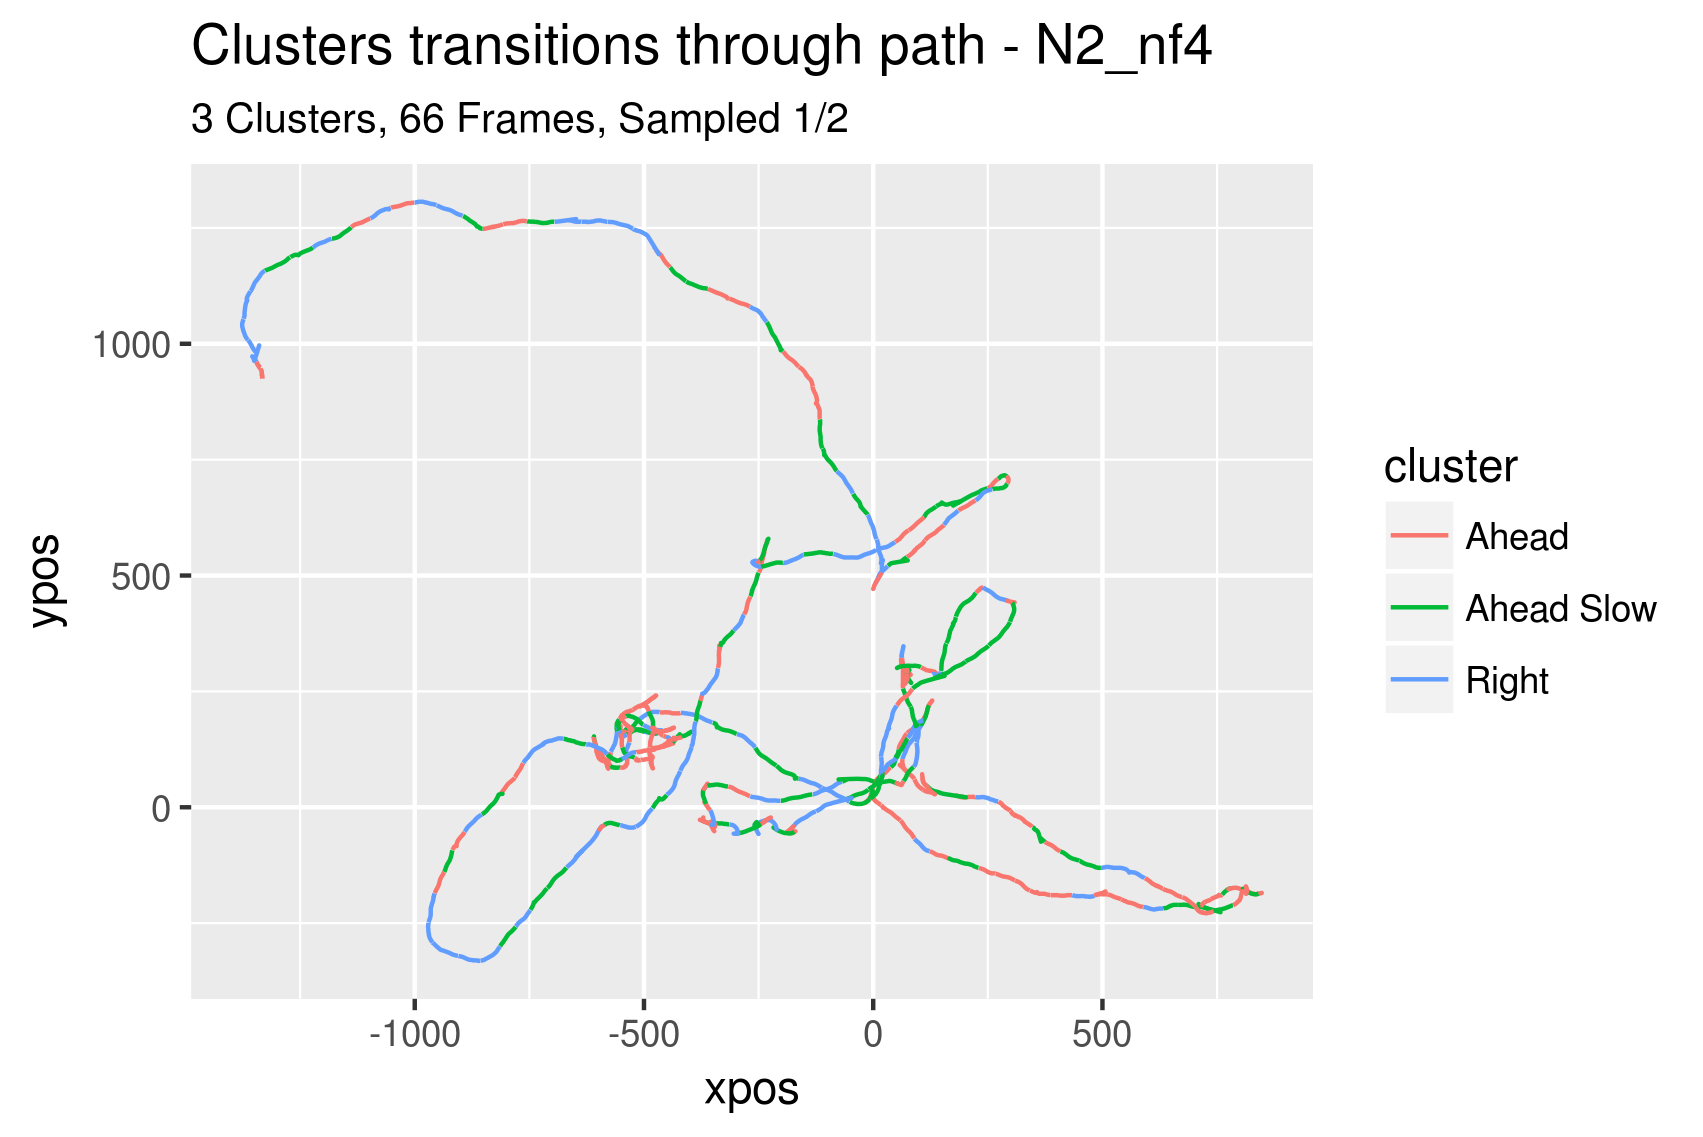 Clusters transitions through path - N2_nf4
3 Clusters, 66 Frames, Sampled 1/2
ypos
1000
500
0
-1000
-500
0
500
xpos
cluster
Ahead
Ahead Slow
Right